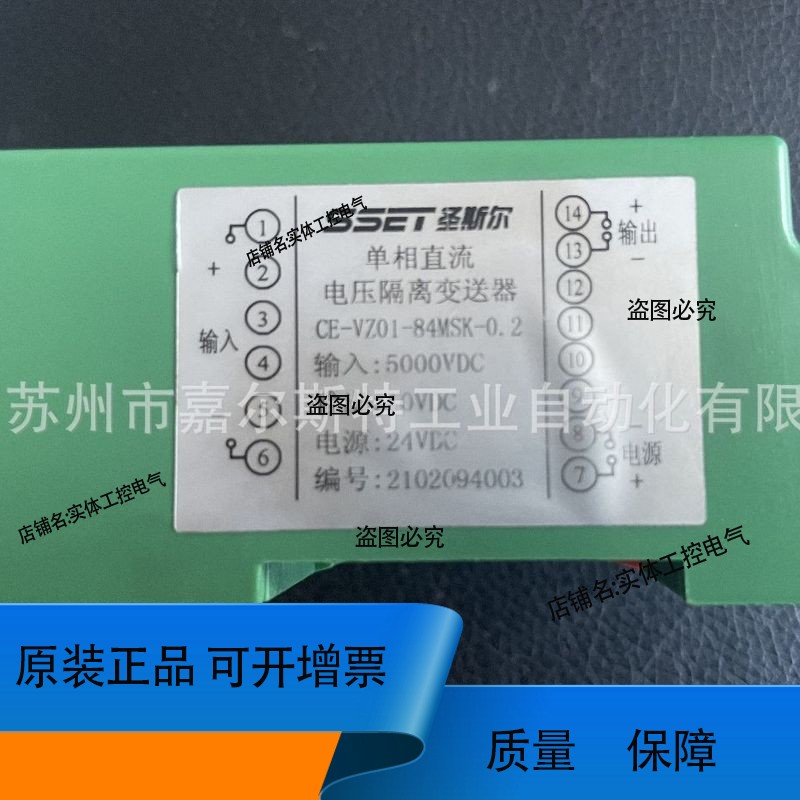 BSET 圣斯尔
单相直流
电压隔离变送器
CE-VZ01-84MSK-0.2
输入:5000VDC
0VDC
电源:24VDC
编号:2102094003
1
+
2
3
输入
4
5
6
14
+
输出
13
-
12
11
10
9
8
-
电源
7
+
店铺名:实体工控电气
盗图必究
盗图必究
苏州市嘉尔斯特工业自动化有限
店铺名:实体工控电气
盗图必究
店铺名:实体工控电气
原装正品 可开增票
质量 保障